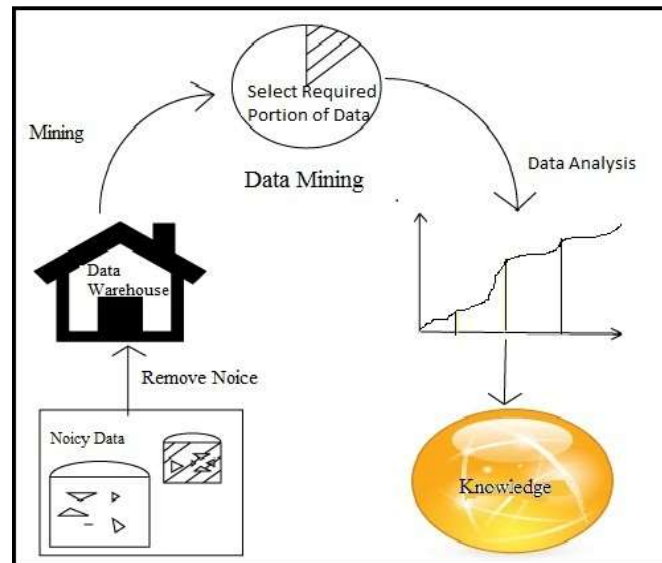 Select Required
Portion of Data
Mining
Data Mining
Data Analysis
Data
Warehouse
Remove Noice
Noicy Data
Knowledge